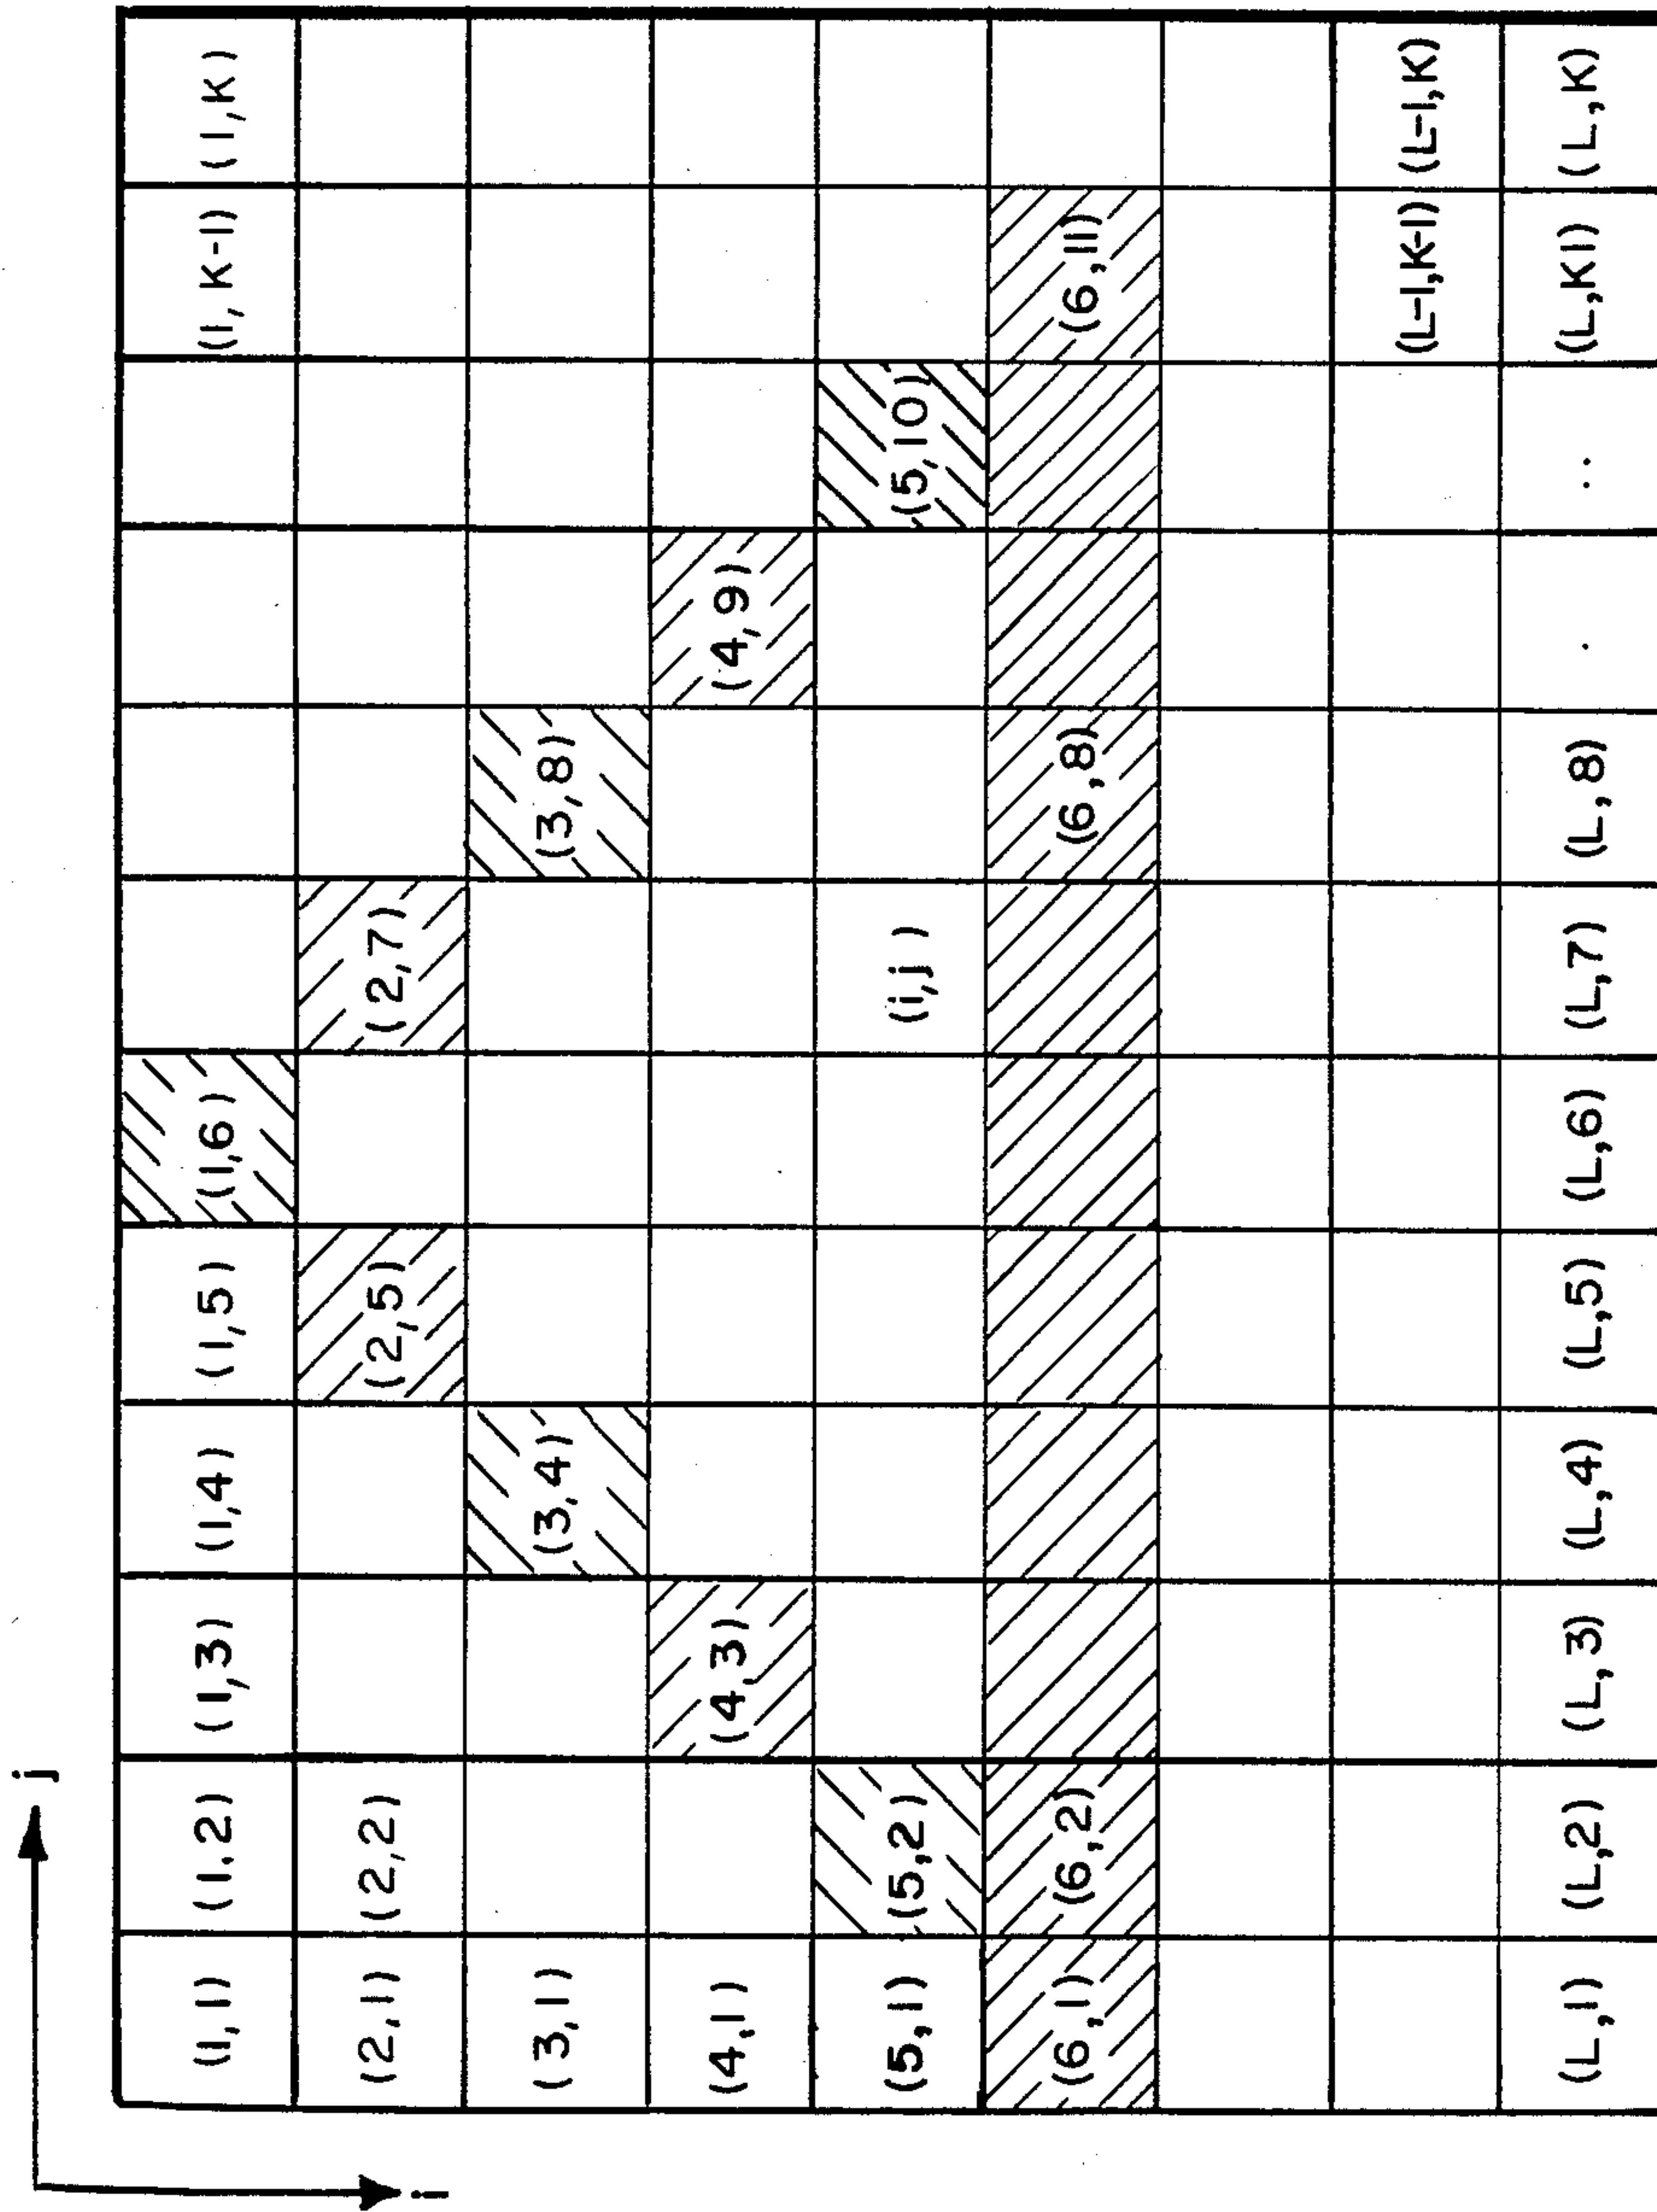 j
i
(1,1) (1,2) (1,3) (1,4) (1,5) (1,6) (1,K-1) (1,K)
(2,1) (2,2) (2,5) (2,7)
(3,1) (3,4) (3,8)
(4,1) (4,3) (4,9)
(5,1) (5,2) (i,j) (5,10)
(6,1) (6,2) (6,8) (6,11)
(L-1,K-1) (L-1,K)
(L,1) (L,2) (L,3) (L,4) (L,5) (L,6) (L,7) (L,8) . .. (L,K1) (L,K)